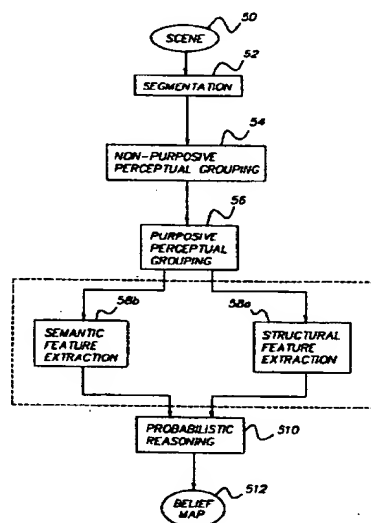 50
SCENE
52
SEGMENTATION
54
NON-PURPOSIVE
PERCEPTUAL GROUPING
56
PURPOSIVE
PERCEPTUAL
GROUPING
58b
SEMANTIC
FEATURE
EXTRACTION
58a
STRUCTURAL
FEATURE
EXTRACTION
PROBABILISTIC
REASONING
510
BELIEF
MAP
512